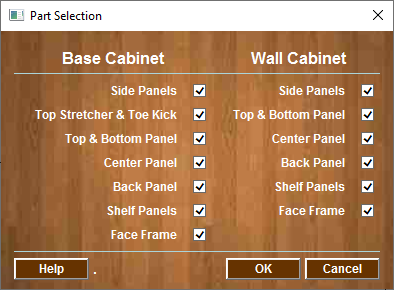 Part Selection
Base Cabinet Wall Cabinet
Side Panels Side Panels
Top Stretcher & Toe Kick Top & Bottom Panel
Top & Bottom Panel Center Panel
Center Panel Back Panel
Back Panel Shelf Panels
Shelf Panels Face Frame
Face Frame
Help . OK Cancel